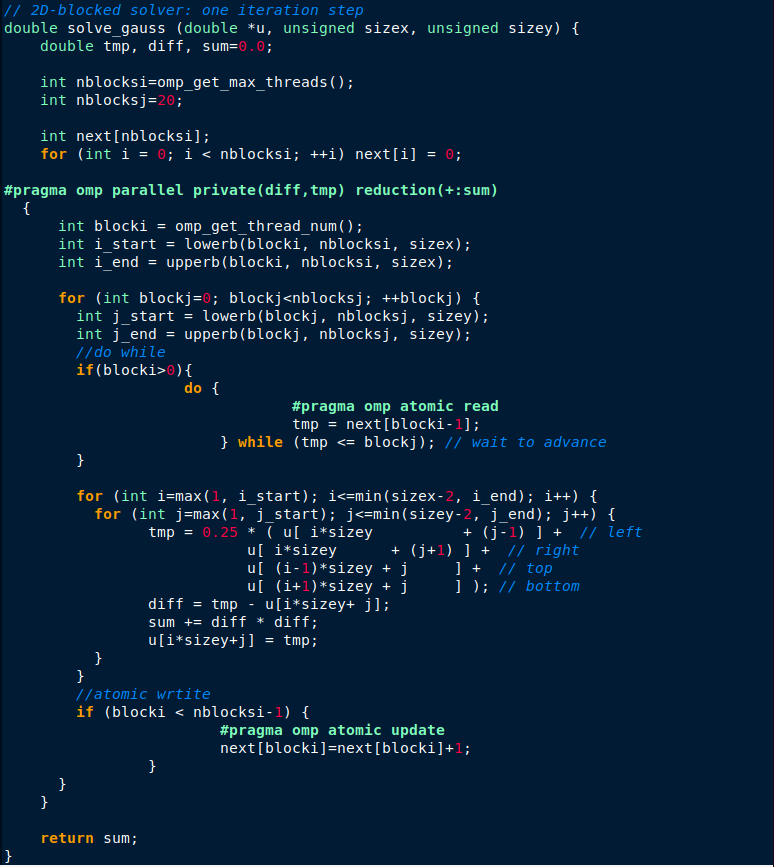 // 2D-blocked solver: one iteration step
double solve_gauss (double *u, unsigned sizex, unsigned sizey) {
    double tmp, diff, sum=0.0;

    int nblocksi=omp_get_max_threads();
    int nblocksj=20;

    int next[nblocksi];
    for (int i = 0; i < nblocksi; ++i) next[i] = 0;

#pragma omp parallel private(diff,tmp) reduction(+:sum)
  {
      int blocki = omp_get_thread_num();
      int i_start = lowerb(blocki, nblocksi, sizex);
      int i_end = upperb(blocki, nblocksi, sizex);

      for (int blockj=0; blockj<nblocksj; ++blockj) {
        int j_start = lowerb(blockj, nblocksj, sizey);
        int j_end = upperb(blockj, nblocksj, sizey);
        //do while
        if(blocki>0){
                    do {
                                #pragma omp atomic read
                                tmp = next[blocki-1];
                        } while (tmp <= blockj); // wait to advance
        }

        for (int i=max(1, i_start); i<=min(sizex-2, i_end); i++) {
          for (int j=max(1, j_start); j<=min(sizey-2, j_end); j++) {
                tmp = 0.25 * ( u[ i*sizey          + (j-1) ] +  // left
                           u[ i*sizey      + (j+1) ] +  // right
                           u[ (i-1)*sizey + j     ] +  // top
                           u[ (i+1)*sizey + j     ] ); // bottom
                diff = tmp - u[i*sizey+ j];
                sum += diff * diff;
                u[i*sizey+j] = tmp;
          }
        }
        //atomic wrtite
        if (blocki < nblocksi-1) {
                        #pragma omp atomic update
                        next[blocki]=next[blocki]+1;
                }
      }
    }

    return sum;
}